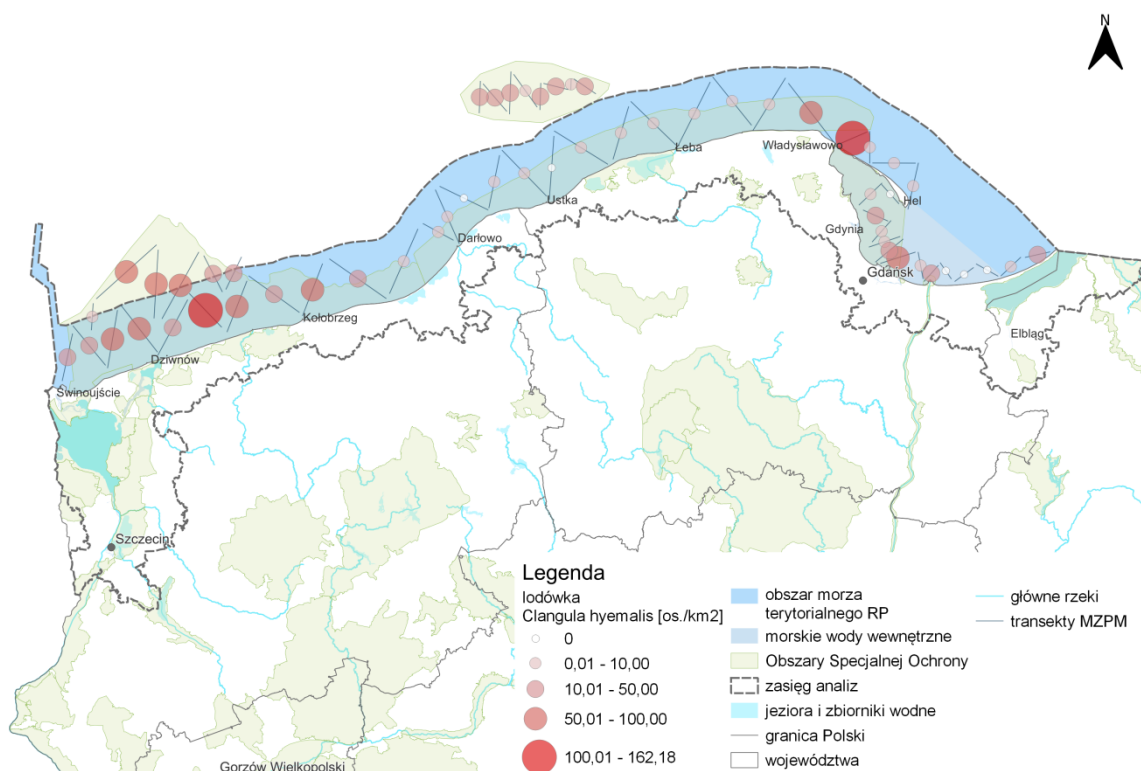 N
Władysławowo
Łeba
Hel
Ustka
Gdynia
Darłowo
Gdańsk
Kołobrzeg
Elbląg
Dziwnów
Świnoujście
Szczecin
Gorzów Wielkopolski
Legenda
lodówka
Clangula hyemalis [os./km2]
0
0,01 - 10,00
10,01 - 50,00
50,01 - 100,00
100,01 - 162,18
obszar morza
terytorialnego RP
morskie wody wewnętrzne
Obszary Specjalnej Ochrony
zasięg analiz
jeziora i zbiorniki wodne
granica Polski
województwa
główne rzeki
transekty MZPM